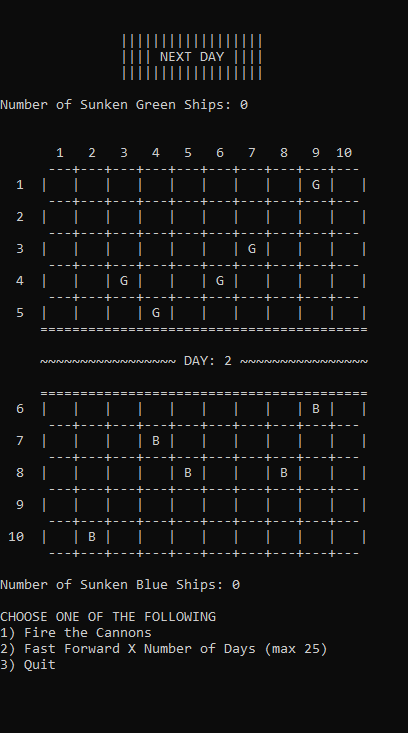 ||||||||||||||||||
|||| NEXT DAY ||||
||||||||||||||||||
Number of Sunken Green Ships: 0
1 2 3 4 5 6 7 8 9 10
---+---+---+---+---+---+---+---+---+---
1 | | | | | | | | | G | |
---+---+---+---+---+---+---+---+---+---
2 | | | | | | | | | | |
---+---+---+---+---+---+---+---+---+---
3 | | | | | | | G | | | |
---+---+---+---+---+---+---+---+---+---
4 | | | G | | | G | | | | |
---+---+---+---+---+---+---+---+---+---
5 | | | | G | | | | | | |
=========================================
~~~~~~~~~~~~~~~~~ DAY: 2 ~~~~~~~~~~~~~~~~
=========================================
6 | | | | | | | | | B | |
---+---+---+---+---+---+---+---+---+---
7 | | | | B | | | | | | |
---+---+---+---+---+---+---+---+---+---
8 | | | | | B | | | B | | |
---+---+---+---+---+---+---+---+---+---
9 | | | | | | | | | | |
---+---+---+---+---+---+---+---+---+---
10 | | B | | | | | | | | |
---+---+---+---+---+---+---+---+---+---
Number of Sunken Blue Ships: 0
CHOOSE ONE OF THE FOLLOWING
1) Fire the Cannons
2) Fast Forward X Number of Days (max 25)
3) Quit